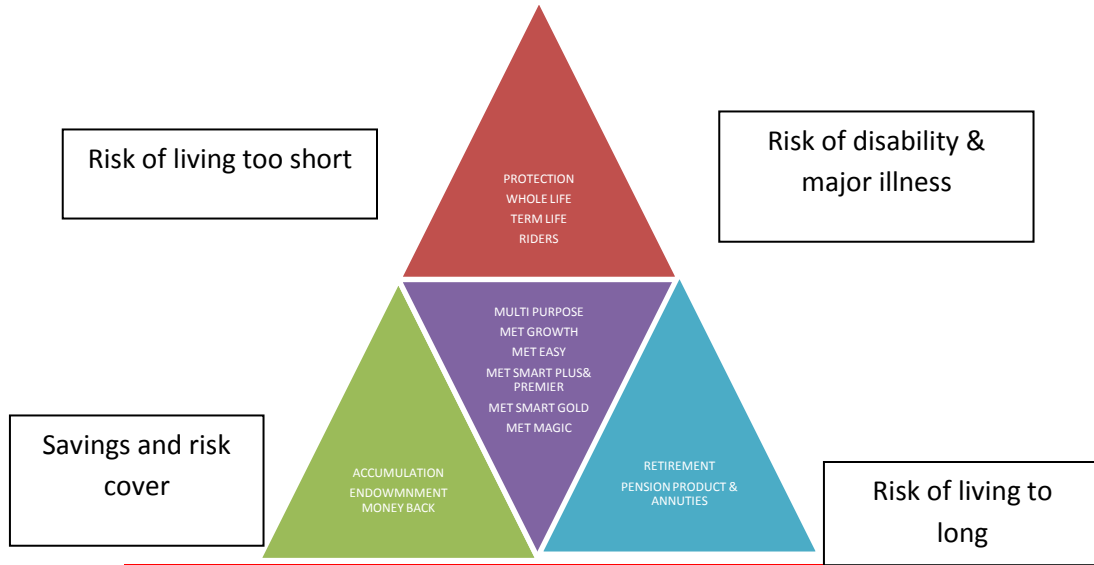 Risk of living too short
Risk of disability &
major illness
PROTECTION
WHOLE LIFE
TERM LIFE
RIDERS
MULTI PURPOSE
MET GROWTH
MET EASY
MET SMART PLUS&
PREMIER
MET SMART GOLD
MET MAGIC
Savings and risk
cover
ACCUMULATION
ENDOWMNMENT
MONEY BACK
RETIREMENT
PENSION PRODUCT &
ANNUTIES
Risk of living to
long